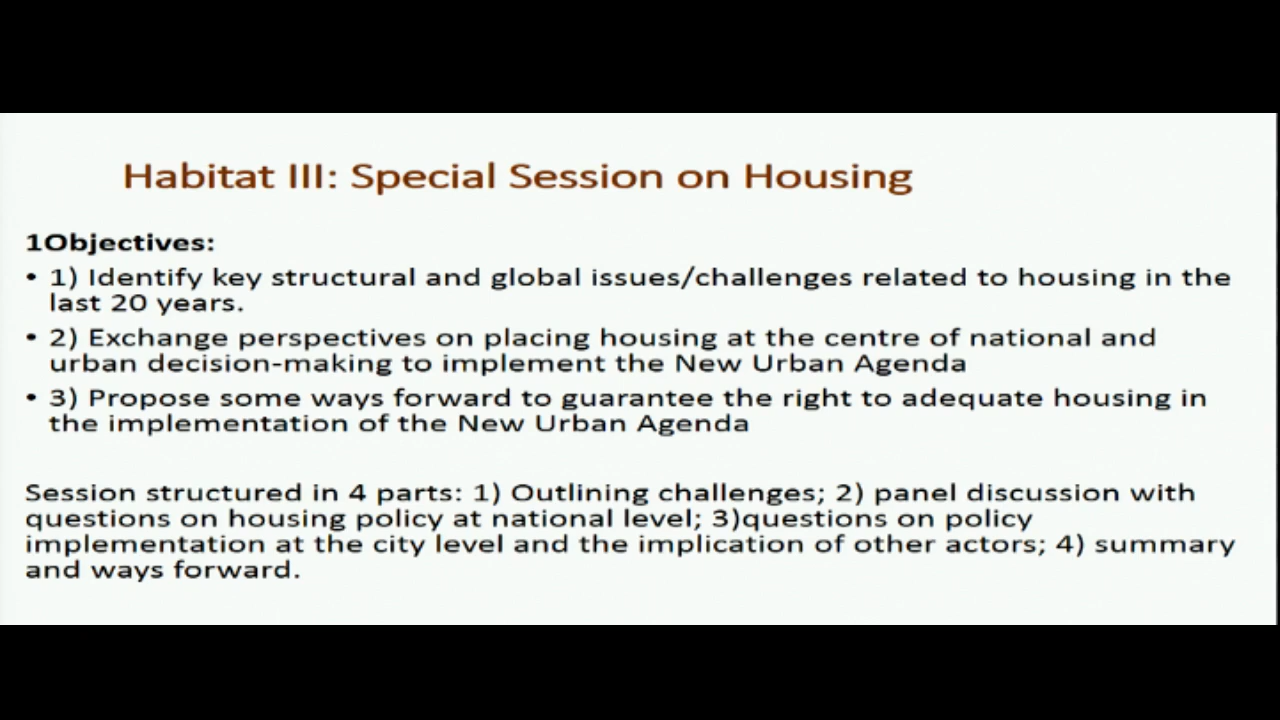 Habitat III: Special Session on Housing
1Objectives:
• 1) Identify key structural and global issues/challenges related to housing in the
last 20 years.
• 2) Exchange perspectives on placing housing at the centre of national and
urban decision-making to implement the New Urban Agenda
• 3) Propose some ways forward to guarantee the right to adequate housing in
the implementation of the New Urban Agenda
Session structured in 4 parts: 1) Outlining challenges; 2) panel discussion with
questions on housing policy at national level; 3)questions on policy
implementation at the city level and the implication of other actors; 4) summary
and ways forward.